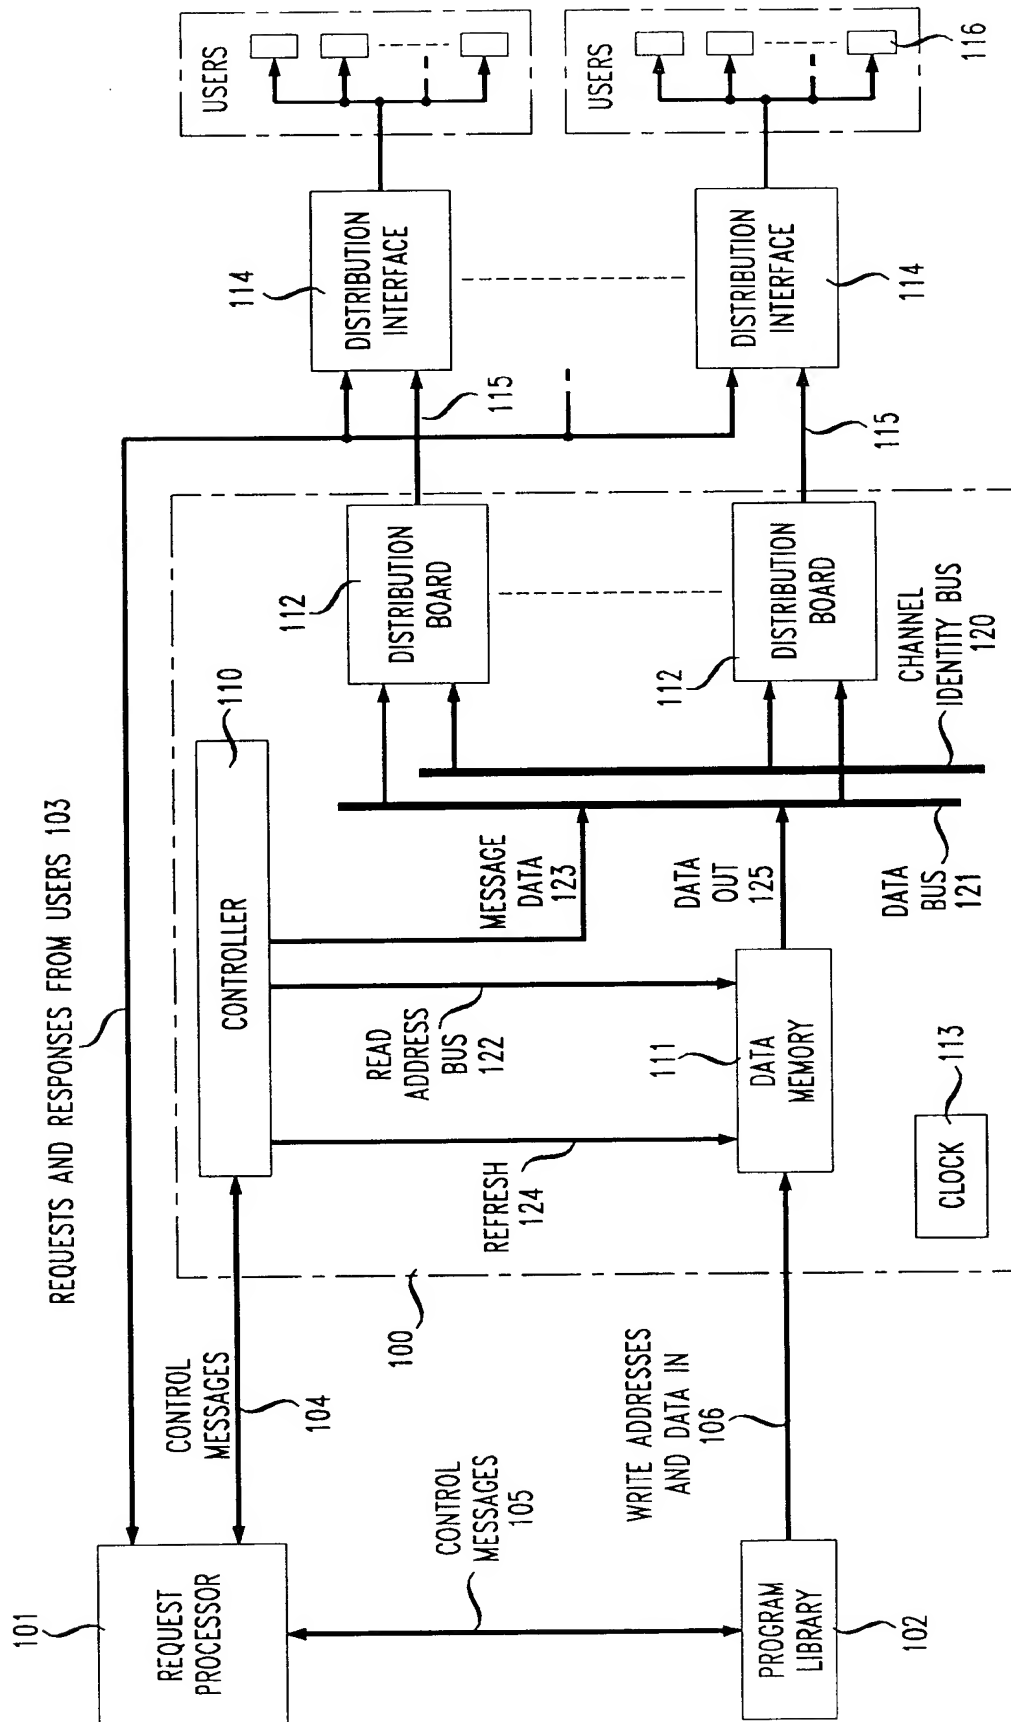 REQUESTS AND RESPONSES FROM USERS 103
101
REQUEST
PROCESSOR
CONTROL
MESSAGES
104
CONTROL
MESSAGES
105
PROGRAM
LIBRARY
102
WRITE ADDRESSES
AND DATA IN
106
100
CONTROLLER
110
REFRESH
124
READ
ADDRESS
BUS
122
MESSAGE
DATA
123
DATA
OUT
125
111
DATA
MEMORY
CLOCK
113
DATA
BUS
121
CHANNEL
IDENTITY BUS
120
112
DISTRIBUTION
BOARD
112
DISTRIBUTION
BOARD
115
115
114
DISTRIBUTION
INTERFACE
DISTRIBUTION
INTERFACE
114
USERS
USERS
116